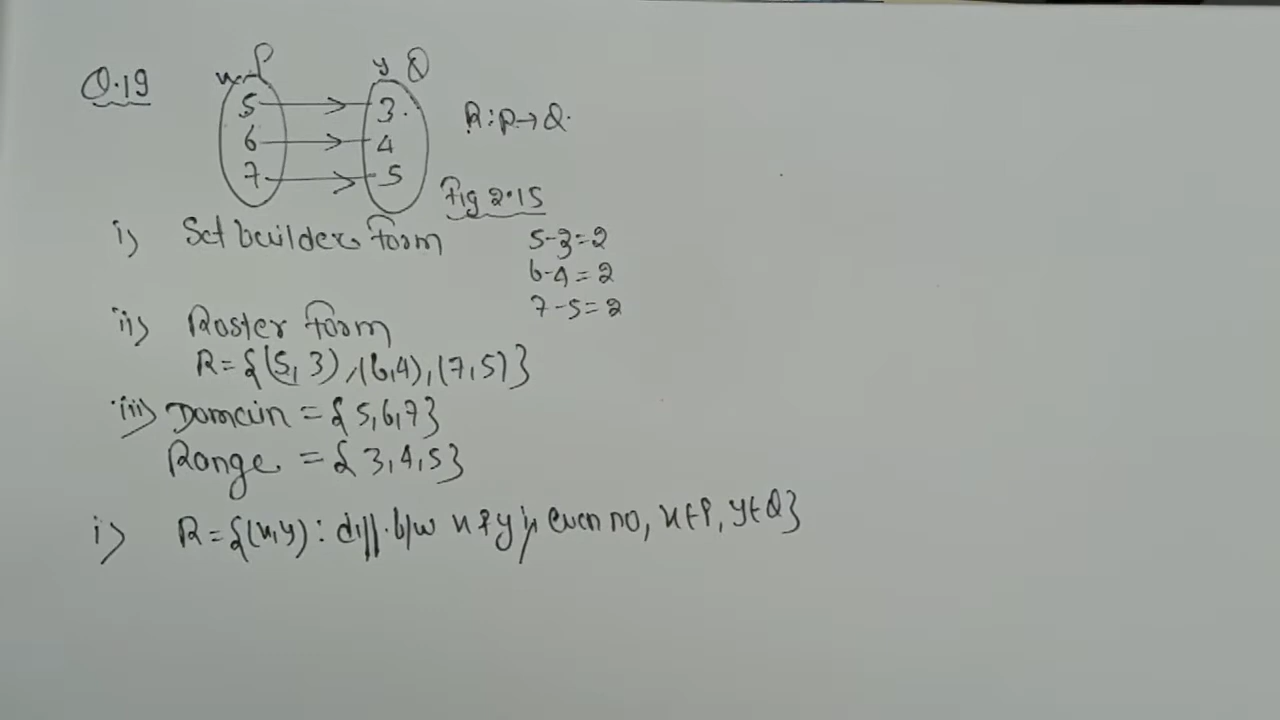 Q.19
x P
y Q
5 3
6 4
7 5
R:P→Q.
Fig 2.15
i) Set builder form
5-3=2
6-4=2
7-5=2
ii) Roster form
R={(5,3),(6,4),(7,5)}
iii) Domain = {5,6,7}
Range = {3,4,5}
i) R={(x,y): diff. b/w x & y is even no, x∈P, y∈Q}